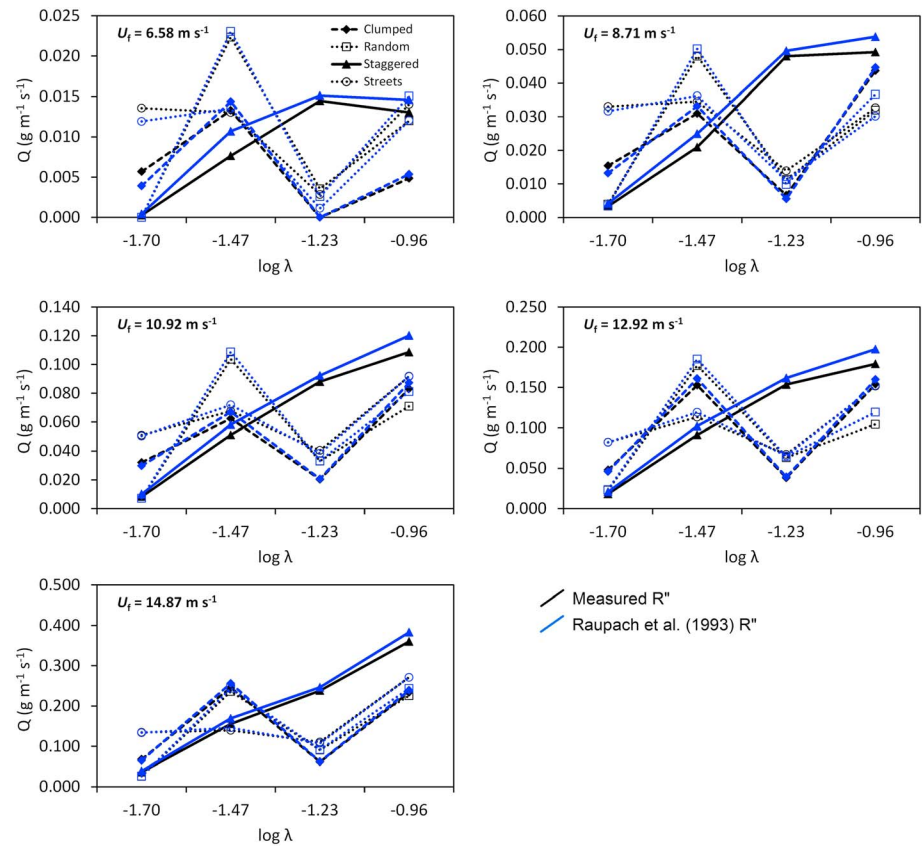 U_f = 6.58 m s⁻¹
Clumped
Random
Staggered
Streets
Q (g m⁻¹ s⁻¹)
0.025
0.020
0.015
0.010
0.005
0.000
-1.70 -1.47 -1.23 -0.96
log λ
U_f = 8.71 m s⁻¹
Q (g m⁻¹ s⁻¹)
0.060
0.050
0.040
0.030
0.020
0.010
0.000
-1.70 -1.47 -1.23 -0.96
log λ
U_f = 10.92 m s⁻¹
Q (g m⁻¹ s⁻¹)
0.140
0.120
0.100
0.080
0.060
0.040
0.020
0.000
-1.70 -1.47 -1.23 -0.96
log λ
U_f = 12.92 m s⁻¹
Q (g m⁻¹ s⁻¹)
0.250
0.200
0.150
0.100
0.050
0.000
-1.70 -1.47 -1.23 -0.96
log λ
U_f = 14.87 m s⁻¹
Q (g m⁻¹ s⁻¹)
0.500
0.400
0.300
0.200
0.100
0.000
-1.70 -1.47 -1.23 -0.96
log λ
Measured R"
Raupach et al. (1993) R"